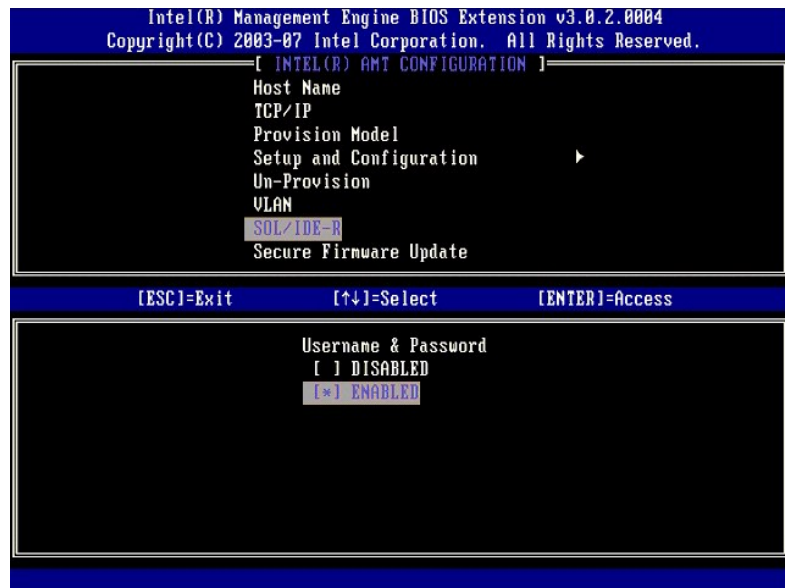 Intel(R) Management Engine BIOS Extension v3.0.2.0004
Copyright(C) 2003-07 Intel Corporation. All Rights Reserved.
[ INTEL(R) AMT CONFIGURATION ]
Host Name
TCP/IP
Provision Model
Setup and Configuration ►
Un-Provision
VLAN
SOL/IDE-R
Secure Firmware Update
[ESC]=Exit [↑↓]=Select [ENTER]=Access
Username & Password
[ ] DISABLED
[*] ENABLED